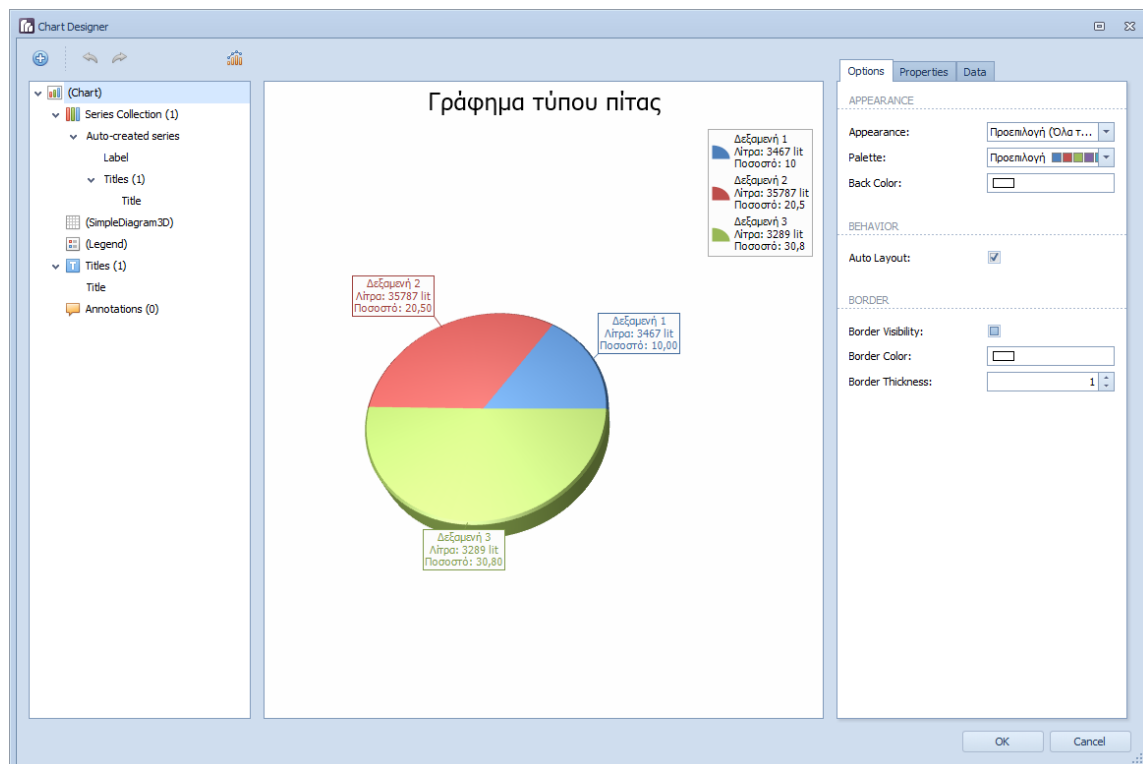 Chart Designer
(Chart)
Series Collection (1)
Auto-created series
Label
Titles (1)
Title
(SimpleDiagram3D)
(Legend)
Titles (1)
Title
Annotations (0)
Γράφημα τύπου πίτας
Δεξαμενή 1
Λίτρα: 3467 lit
Ποσοστό: 10
Δεξαμενή 2
Λίτρα: 35787 lit
Ποσοστό: 20,5
Δεξαμενή 3
Λίτρα: 3289 lit
Ποσοστό: 30,8
Δεξαμενή 2
Λίτρα: 35787 lit
Ποσοστό: 20,50
Δεξαμενή 1
Λίτρα: 3467 lit
Ποσοστό: 10,00
Δεξαμενή 3
Λίτρα: 3289 lit
Ποσοστό: 30,80
Options Properties Data
APPEARANCE
Appearance: Προεπιλογή (Όλα τ...
Palette: Προεπιλογή
Back Color:
BEHAVIOR
Auto Layout:
BORDER
Border Visibility:
Border Color:
Border Thickness: 1
OK Cancel